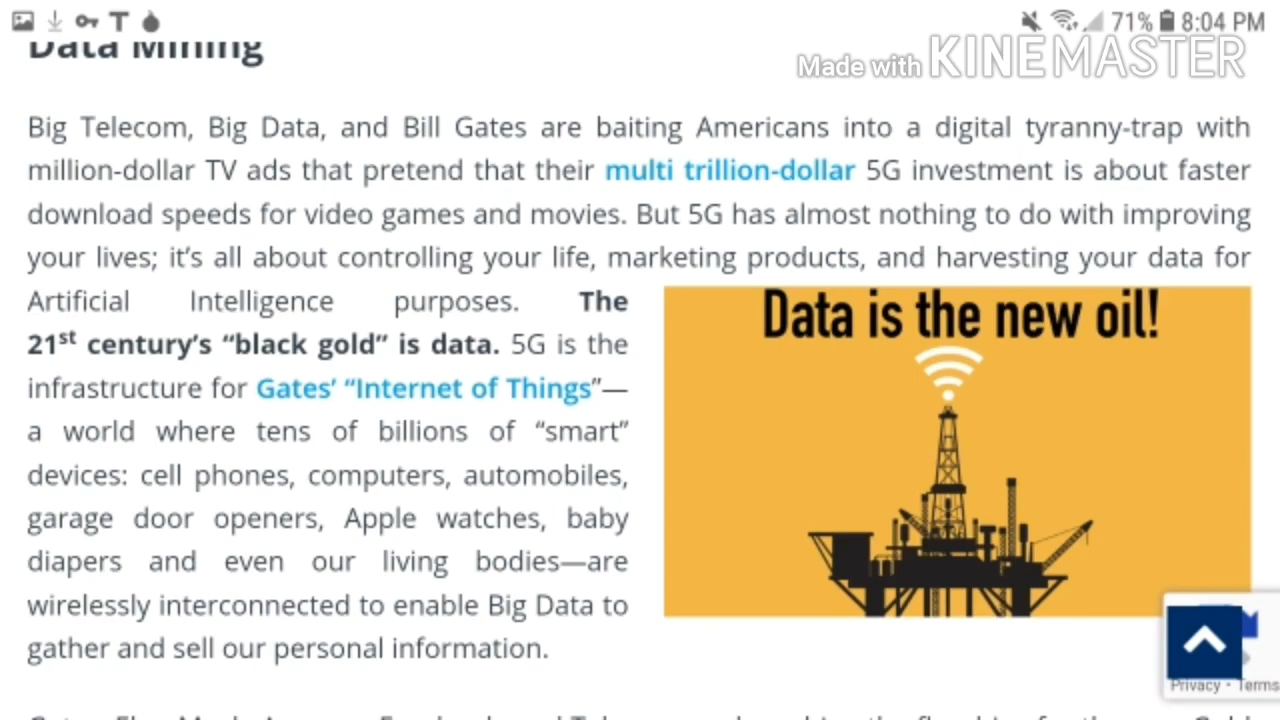 71% 8:04 PM
Data Mining
Made with KINEMASTER
Big Telecom, Big Data, and Bill Gates are baiting Americans into a digital tyranny-trap with
million-dollar TV ads that pretend that their multi trillion-dollar 5G investment is about faster
download speeds for video games and movies. But 5G has almost nothing to do with improving
your lives; it's all about controlling your life, marketing products, and harvesting your data for
Artificial Intelligence purposes. The
21st century's “black gold” is data. 5G is the
infrastructure for Gates' “Internet of Things”—
a world where tens of billions of “smart”
devices: cell phones, computers, automobiles,
garage door openers, Apple watches, baby
diapers and even our living bodies—are
wirelessly interconnected to enable Big Data to
gather and sell our personal information.
Data is the new oil!
Privacy - Terms